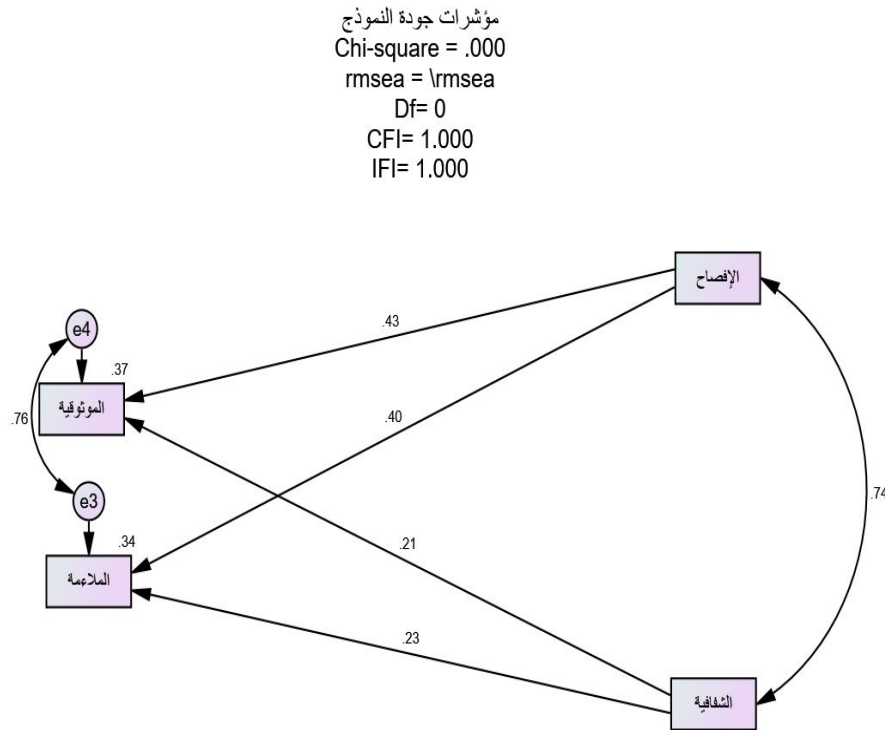 مؤشرات جودة النموذج
Chi-square = .000
rmsea = \rmsea
Df= 0
CFI= 1.000
IFI= 1.000
الإفصاح
e4
.43
.37
الموثوقية
.76
.40
.74
e3
.34
.21
الملاءمة
.23
الشفافية